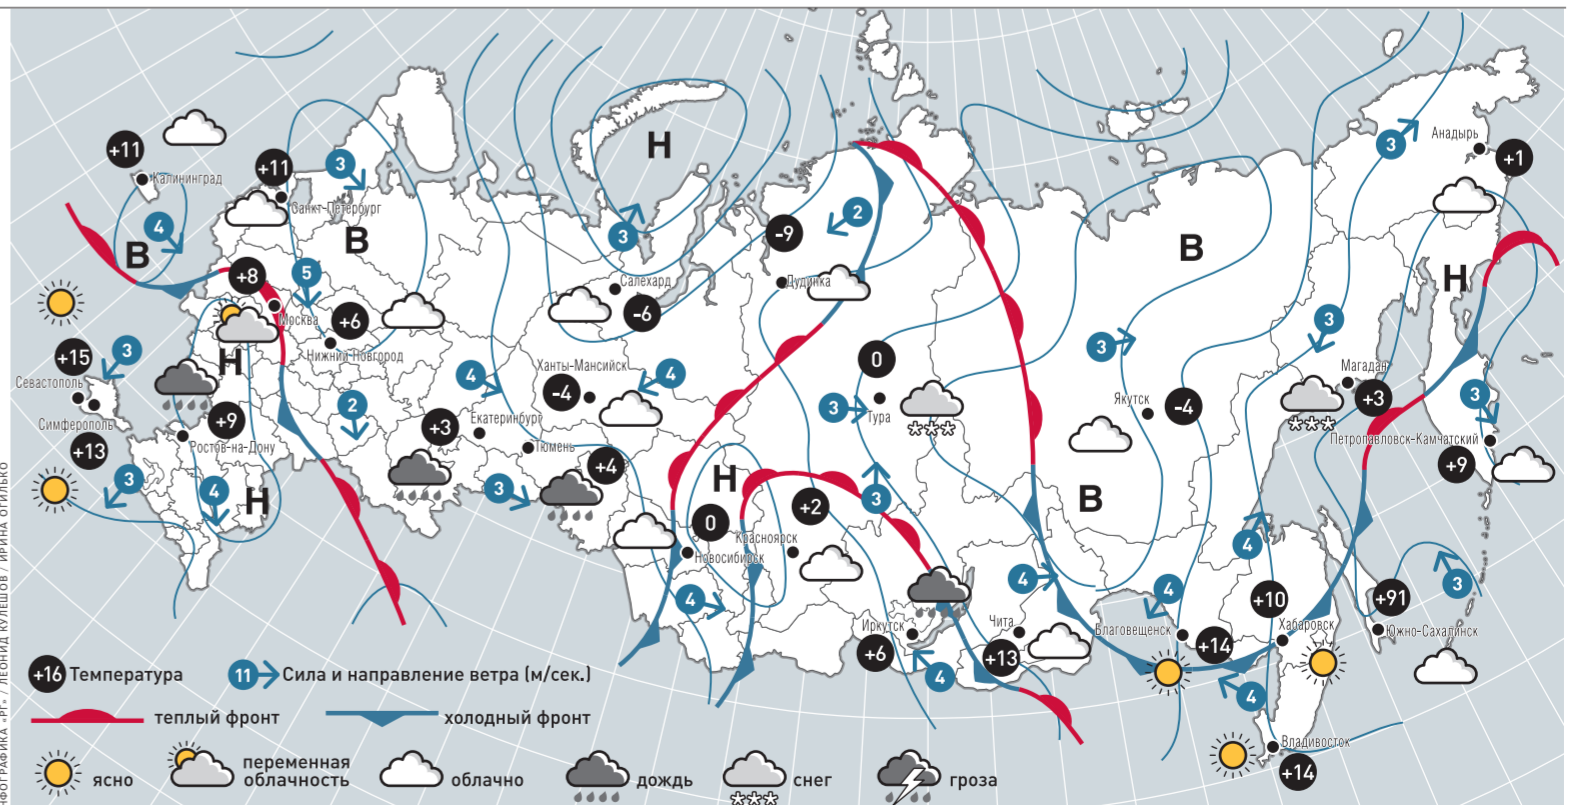 +11
Калининград
4
В
+11
Санкт-Петербург
3
В
5
+8
Москва
+6
Нижний Новгород
Н
+15
3
Севастополь
Симферополь
+13
+9
Ростов-на-Дону
3
4
Н
2
+3
4
Екатеринбург
Тюмень
3
+4
Ханты-Мансийск
-4
4
Салехард
-6
3
Н
-9
2
Дудинка
0
3
Тура
Н
0
Новосибирск
4
+2
Красноярск
3
Иркутск
+6
4
Чита
+13
4
В
3
Якутск
-4
В
3
3
Анадырь
+1
Н
Магадан
+3
3
Петропавловск-Камчатский
+9
4
4
Благовещенск
+14
+10
Хабаровск
4
+91
Южно-Сахалинск
3
Владивосток
+14
+16 Температура
11 Сила и направление ветра (м/сек.)
теплый фронт
холодный фронт
ясно
переменная
облачность
облачно
дождь
снег
гроза
НФОГРАФИКА «РГ» / ЛЕОНИД КУЛЕШОВ / ИРИНА ОГИЛЬКО